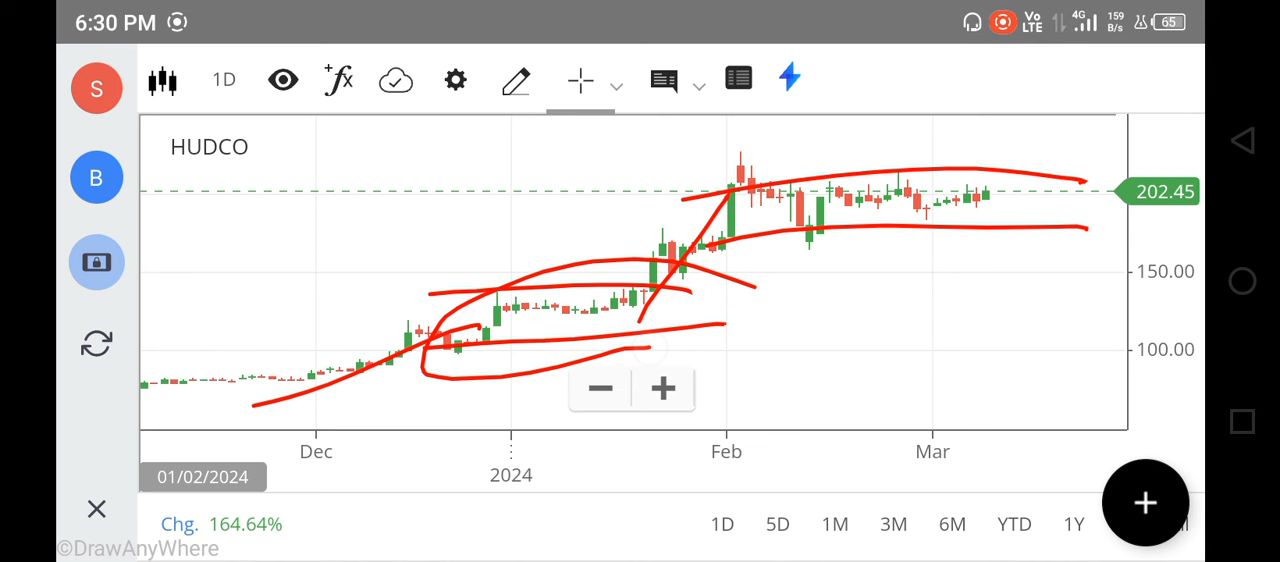 6:30 PM
Vo
LTE
4G
159
B/s
65
S
1D
+fx
B
HUDCO
202.45
150.00
100.00
Dec
2024
Feb
Mar
01/02/2024
Chg. 164.64%
1D 5D 1M 3M 6M YTD 1Y
©DrawAnyWhere